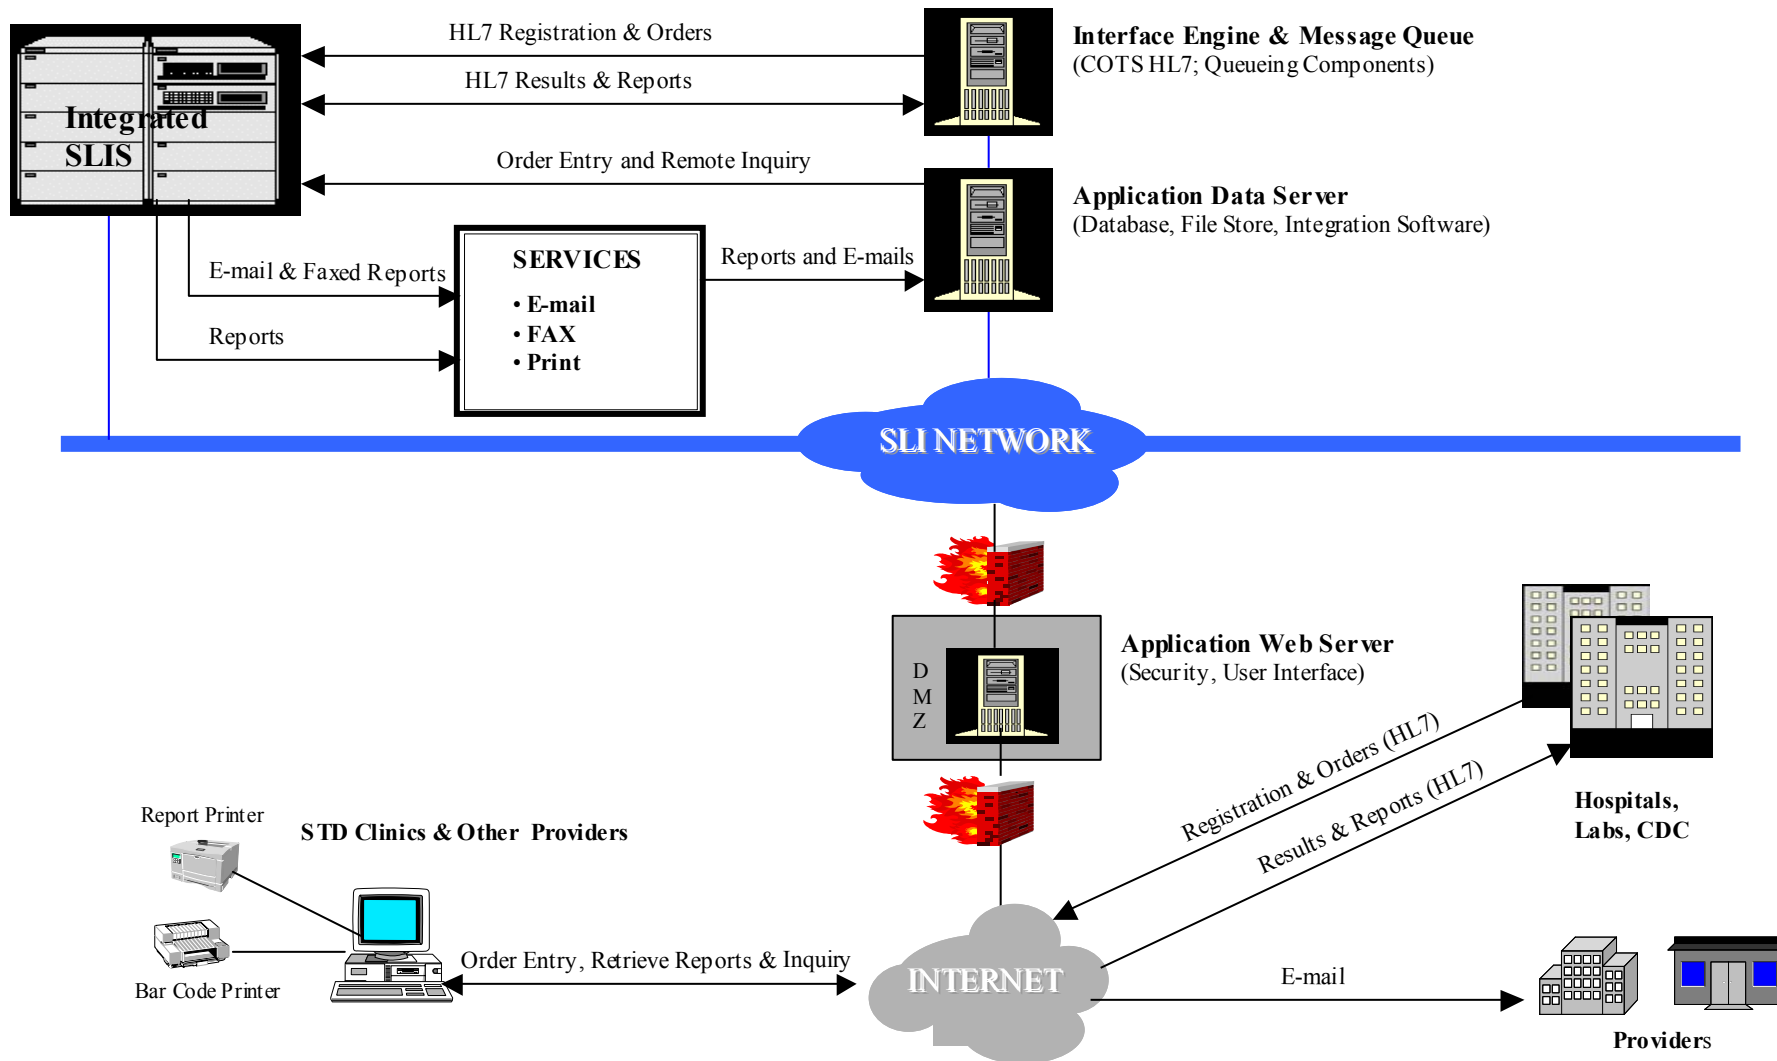 HL7 Registration & Orders
HL7 Results & Reports
Interface Engine & Message Queue
(COTS HL7; Queueing Components)
Integrated
SLIS
Order Entry and Remote Inquiry
Application Data Server
(Database, File Store, Integration Software)
E-mail & Faxed Reports
Reports
SERVICES
• E-mail
• FAX
• Print
Reports and E-mails
SLI NETWORK
D
M
Z
Application Web Server
(Security, User Interface)
Registration & Orders (HL7)
Results & Reports (HL7)
Hospitals,
Labs, CDC
Report Printer
STD Clinics & Other Providers
Bar Code Printer
Order Entry, Retrieve Reports & Inquiry
INTERNET
E-mail
Providers